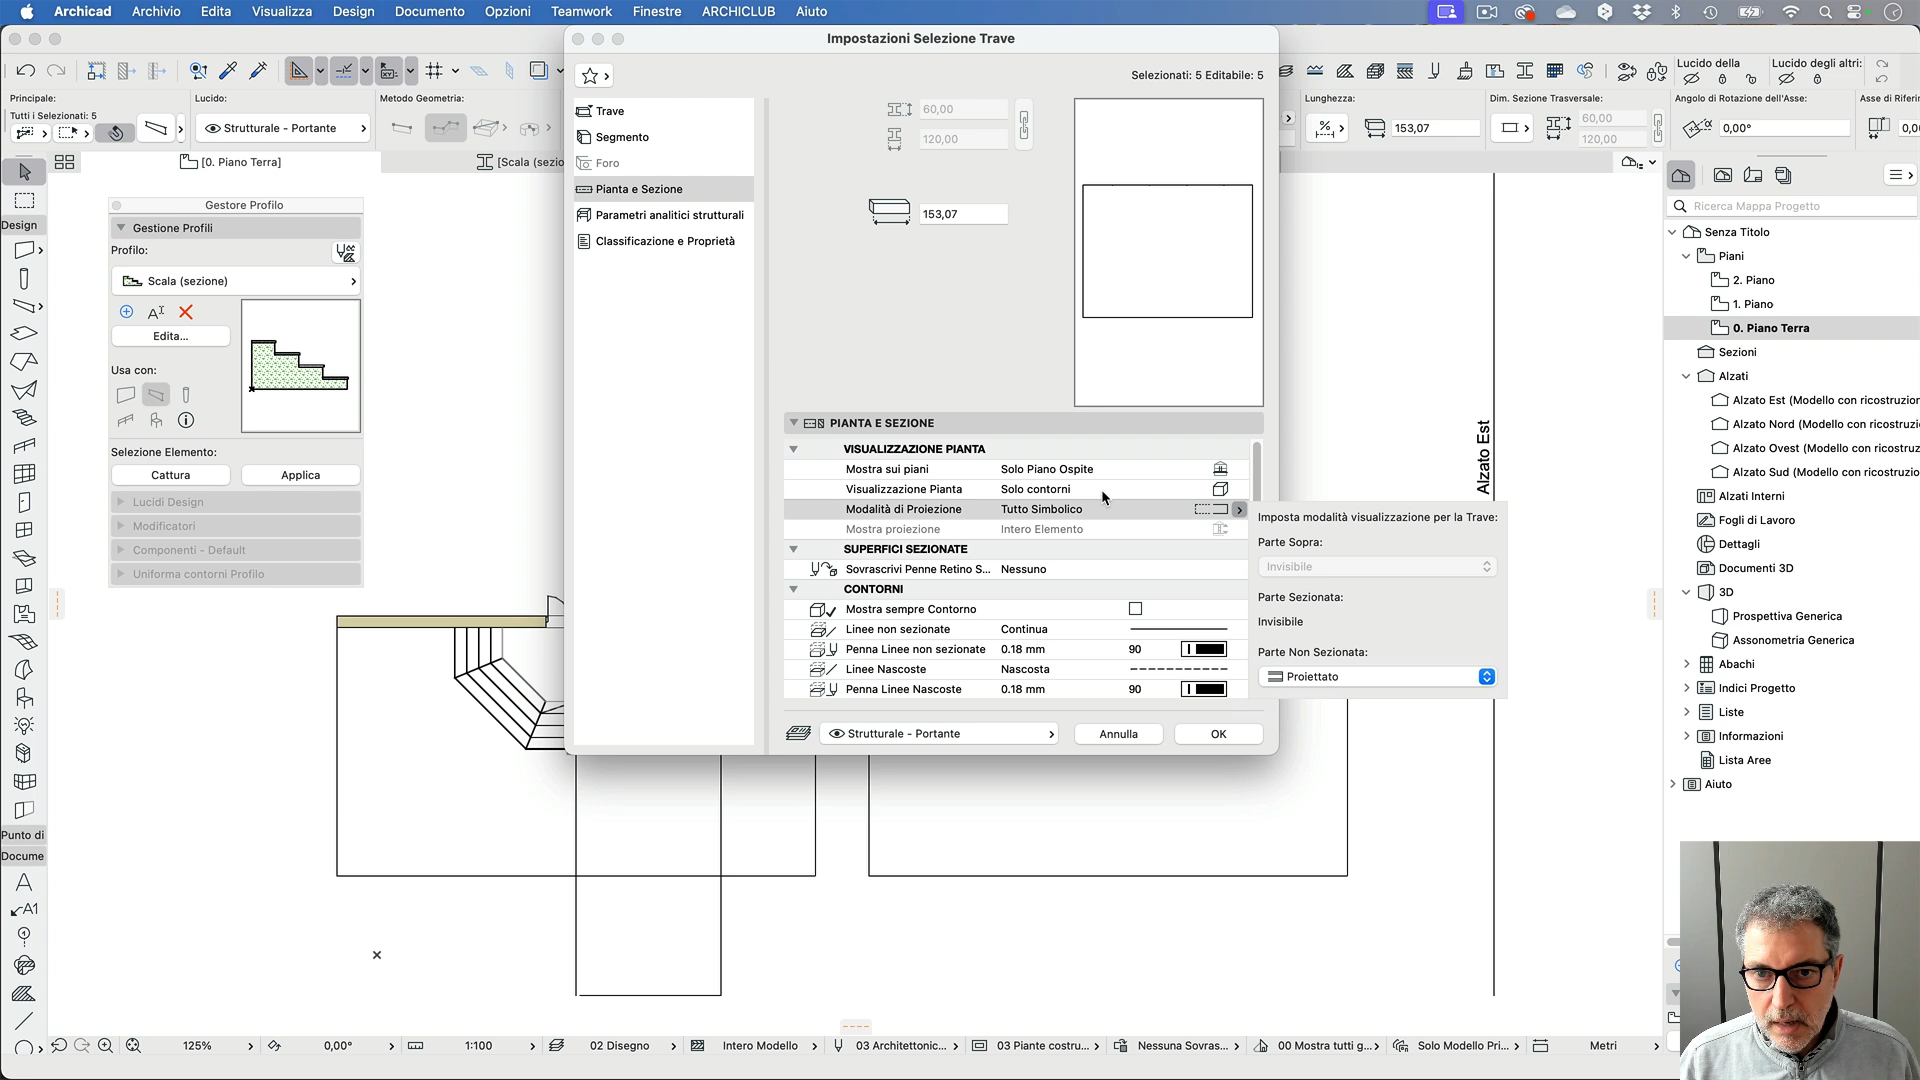 Archicad Archivio Edita Visualizza Design Documento Opzioni Teamwork Finestre ARCHICLUB Aiuto
Impostazioni Selezione Trave
Selezionati: 5 Editabile: 5
Principale:
Tutti i Selezionati: 5
Lucido:
Strutturale - Portante
Metodo Geometria:
Lunghezza:
153,07
Dim. Sezione Trasversale:
60,00
120,00
Angolo di Rotazione dell'Asse:
0,00°
Asse di Riferir
0,0
Lucido della
Lucido degli altri:
[0. Piano Terra]
[Scala (sezio
Design
Punto di
Docume
A
A1
Gestore Profilo
Gestione Profili
Profilo:
Scala (sezione)
Edita...
Usa con:
Selezione Elemento:
Cattura
Applica
Lucidi Design
Modificatori
Componenti - Default
Uniforma contorni Profilo
Trave
Segmento
Foro
Pianta e Sezione
Parametri analitici strutturali
Classificazione e Proprietà
60,00
120,00
153,07
PIANTA E SEZIONE
VISUALIZZAZIONE PIANTA
Mostra sui piani Solo Piano Ospite
Visualizzazione Pianta Solo contorni
Modalità di Proiezione Tutto Simbolico
Mostra proiezione Intero Elemento
SUPERFICI SEZIONATE
Sovrascrivi Penne Retino S... Nessuno
CONTORNI
Mostra sempre Contorno
Linee non sezionate Continua
Penna Linee non sezionate 0.18 mm 90
Linee Nascoste Nascosta
Penna Linee Nascoste 0.18 mm 90
Strutturale - Portante
Annulla
OK
Imposta modalità visualizzazione per la Trave:
Parte Sopra:
Invisibile
Parte Sezionata:
Invisibile
Parte Non Sezionata:
Proiettato
Alzato Est
Ricerca Mappa Progetto
Senza Titolo
Piani
2. Piano
1. Piano
0. Piano Terra
Sezioni
Alzati
Alzato Est (Modello con ricostruzior
Alzato Nord (Modello con ricostruzi
Alzato Ovest (Modello con ricostruz
Alzato Sud (Modello con ricostruzio
Alzati Interni
Fogli di Lavoro
Dettagli
Documenti 3D
3D
Prospettiva Generica
Assonometria Generica
Abachi
Indici Progetto
Liste
Informazioni
Lista Aree
Aiuto
125% 0,00° 1:100 02 Disegno Intero Modello 03 Architettonic... 03 Piante costru... Nessuna Sovras... 00 Mostra tutti g... Solo Modello Pri... Metri